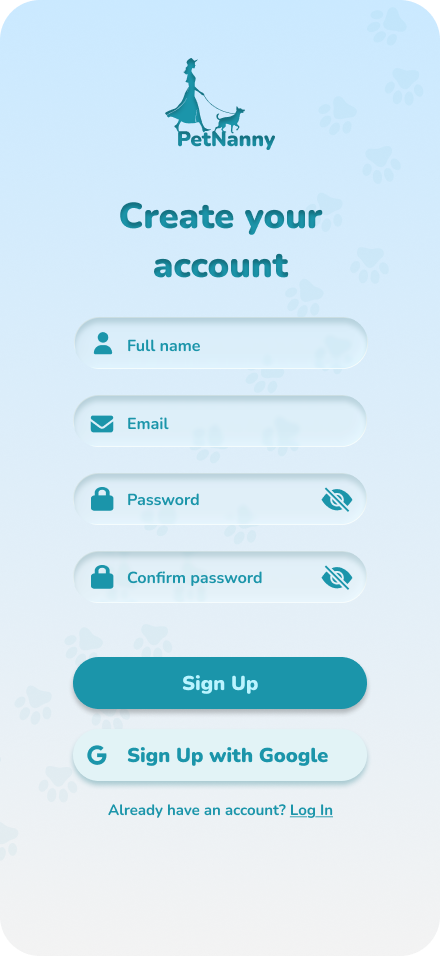 PetNanny
Create your
account
Full name
Email
Password
Confirm password
Sign Up
G Sign Up with Google
Already have an account? Log In